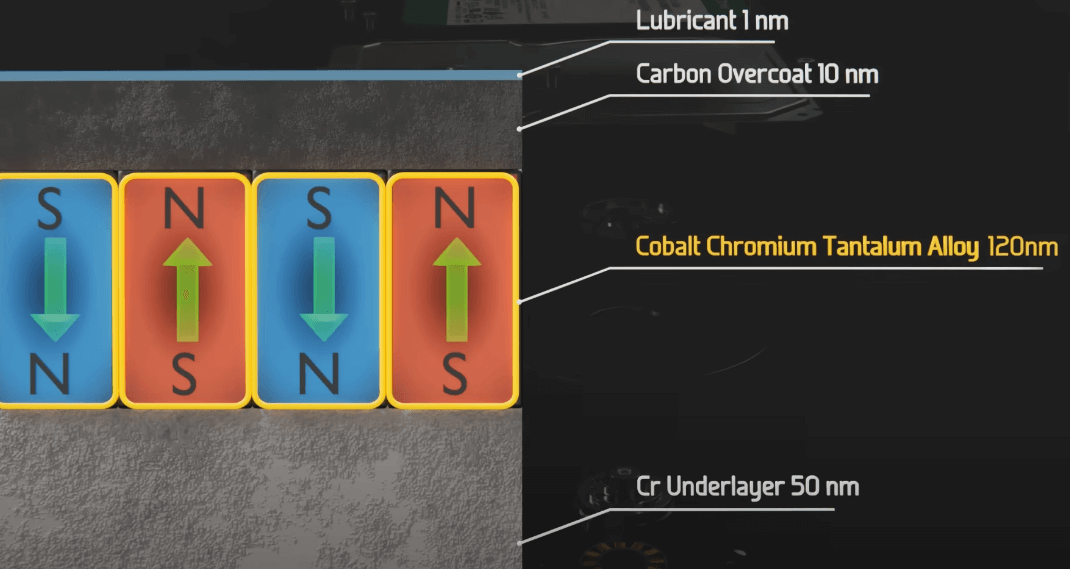 Lubricant 1 nm
Carbon Overcoat 10 nm
S N S N
Cobalt Chromium Tantalum Alloy 120nm
N S N S
Cr Underlayer 50 nm